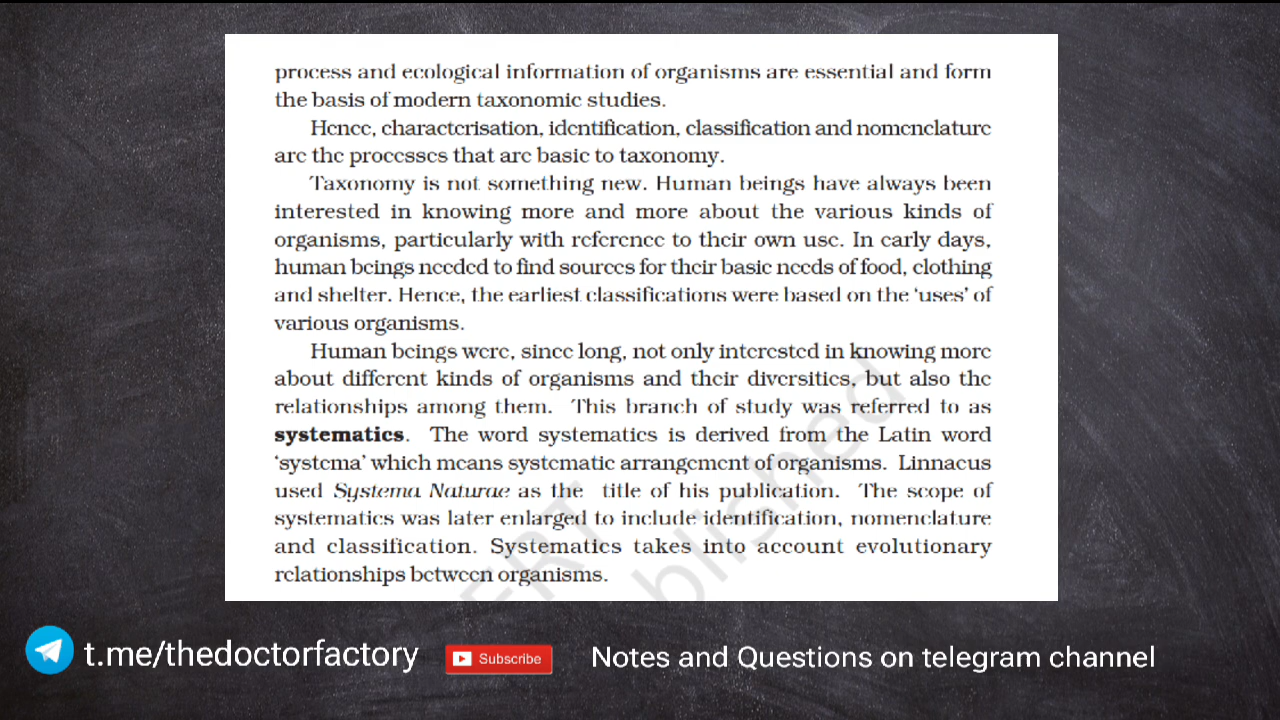 process and ecological information of organisms are essential and form
the basis of modern taxonomic studies.
Hence, characterisation, identification, classification and nomenclature
are the processes that are basic to taxonomy.
Taxonomy is not something new. Human beings have always been
interested in knowing more and more about the various kinds of
organisms, particularly with reference to their own use. In early days,
human beings needed to find sources for their basic needs of food, clothing
and shelter. Hence, the earliest classifications were based on the ‘uses’ of
various organisms.
Human beings were, since long, not only interested in knowing more
about different kinds of organisms and their diversities, but also the
relationships among them. This branch of study was referred to as
systematics. The word systematics is derived from the Latin word
‘systema’ which means systematic arrangement of organisms. Linnaeus
used Systema Naturae as the title of his publication. The scope of
systematics was later enlarged to include identification, nomenclature
and classification. Systematics takes into account evolutionary
relationships between organisms.
t.me/thedoctorfactory
Subscribe
Notes and Questions on telegram channel